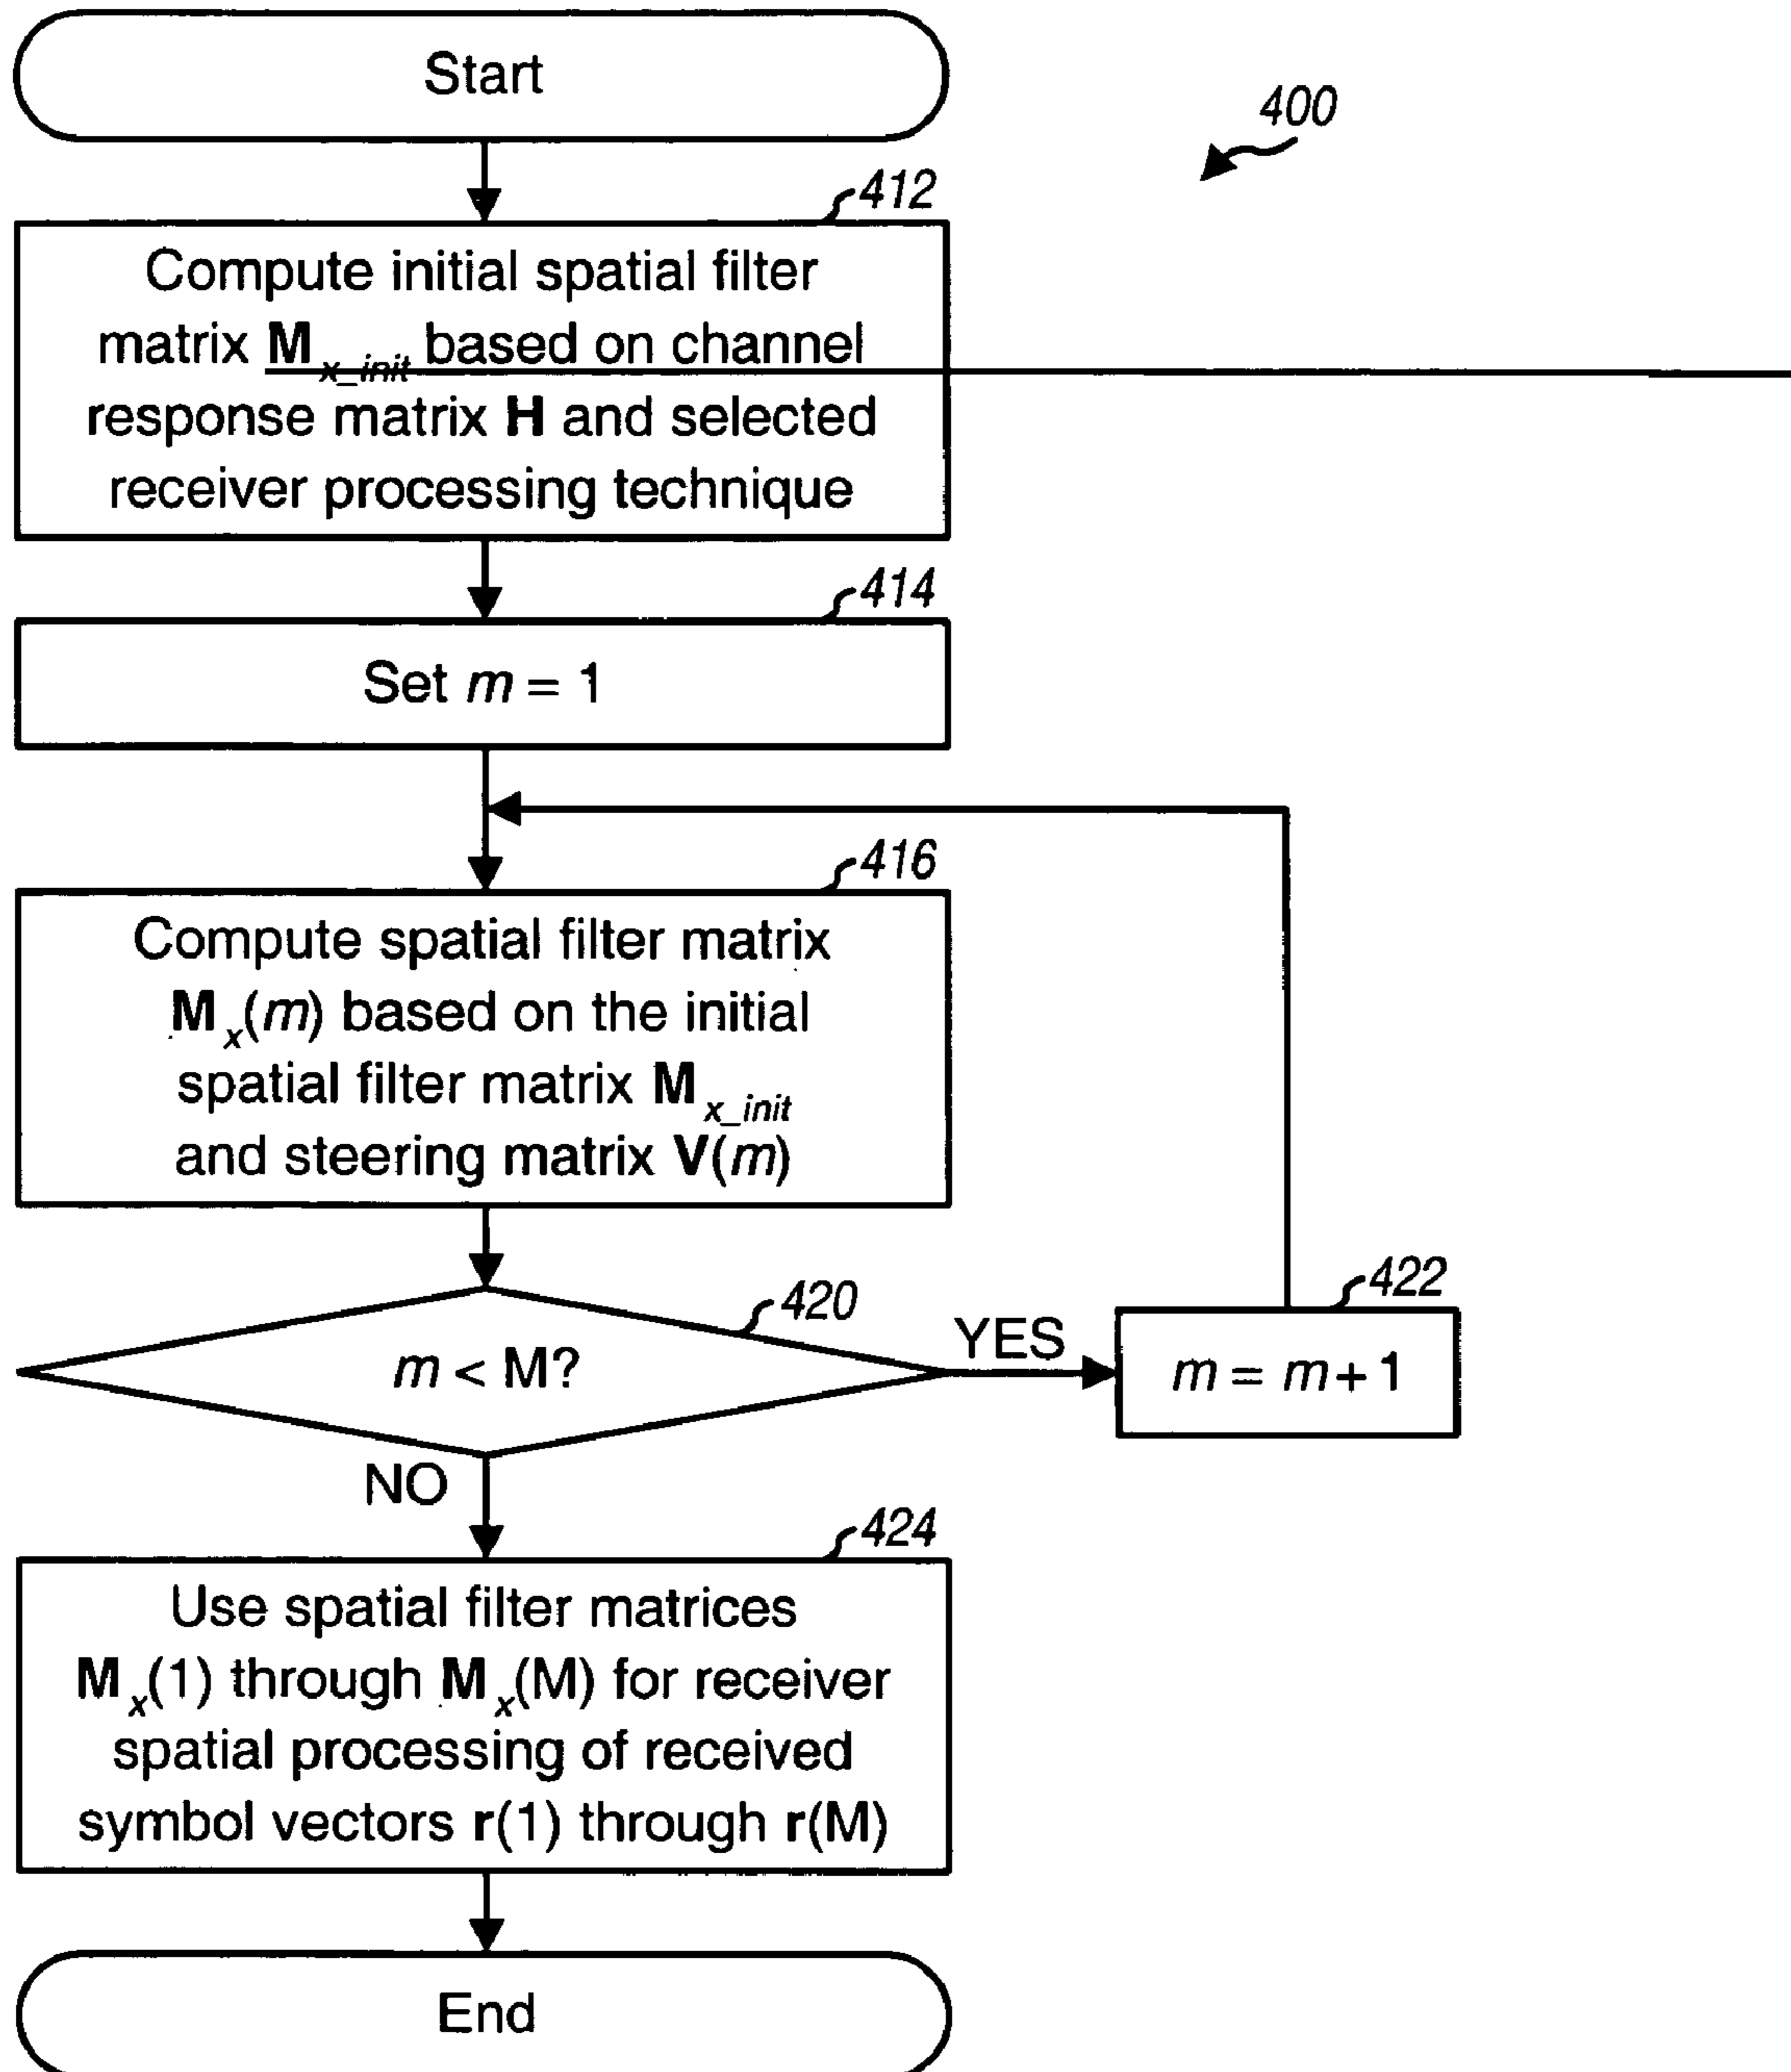 Start
400
412
Compute initial spatial filter
matrix M x_init based on channel
response matrix H and selected
receiver processing technique
414
Set m = 1
416
Compute spatial filter matrix
M x(m) based on the initial
spatial filter matrix M x_init
and steering matrix V(m)
420
m < M?
YES
422
m = m + 1
NO
424
Use spatial filter matrices
M x(1) through M x(M) for receiver
spatial processing of received
symbol vectors r(1) through r(M)
End